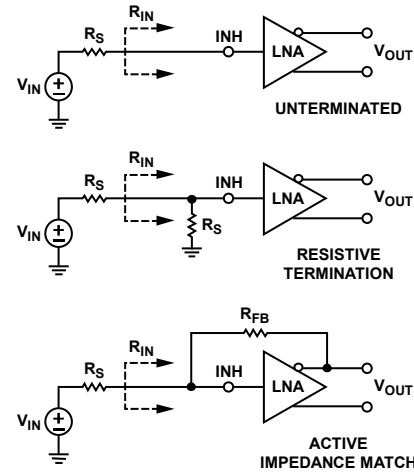 R_IN
R_S
INH
LNA
V_OUT
V_IN
UNTERMINATED
R_IN
R_S
INH
LNA
V_OUT
V_IN
R_S
RESISTIVE
TERMINATION
R_FB
R_IN
R_S
INH
LNA
V_OUT
V_IN
ACTIVE
IMPEDANCE MATCH